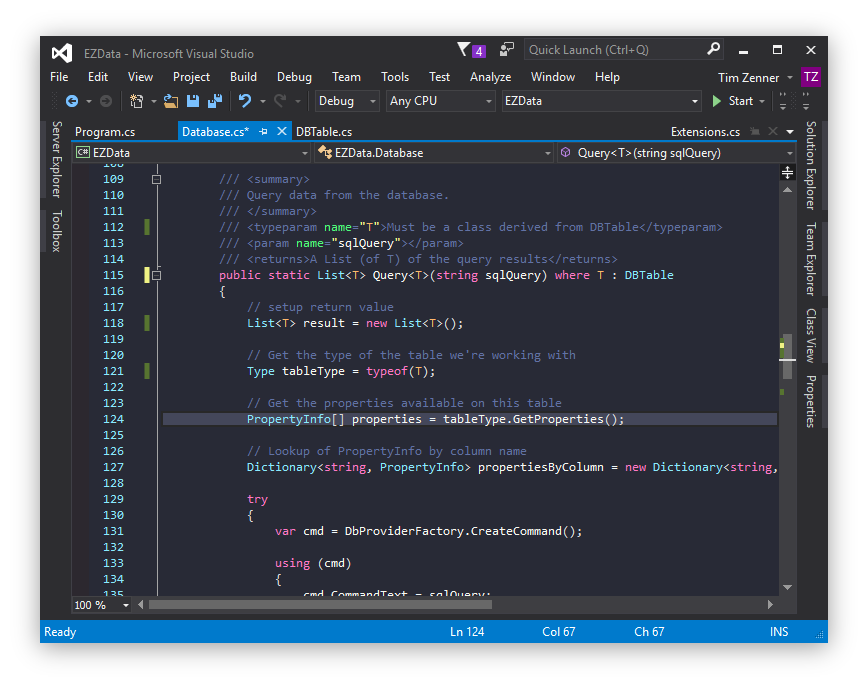 EZData - Microsoft Visual Studio
4
Quick Launch (Ctrl+Q)
File Edit View Project Build Debug Team Tools Test Analyze Window Help
Tim Zenner TZ
Debug Any CPU EZData Start
Server Explorer
Toolbox
Program.cs Database.cs* DBTable.cs Extensions.cs
C# EZData EZData.Database Query<T>(string sqlQuery)
108
109 /// <summary>
110 /// Query data from the database.
111 /// </summary>
112 /// <typeparam name="T">Must be a class derived from DBTable</typeparam>
113 /// <param name="sqlQuery"></param>
114 /// <returns>A List (of T) of the query results</returns>
115 public static List<T> Query<T>(string sqlQuery) where T : DBTable
116 {
117 // setup return value
118 List<T> result = new List<T>();
119
120 // Get the type of the table we're working with
121 Type tableType = typeof(T);
122
123 // Get the properties available on this table
124 PropertyInfo[] properties = tableType.GetProperties();
125
126 // Lookup of PropertyInfo by column name
127 Dictionary<string, PropertyInfo> propertiesByColumn = new Dictionary<string,
128
129 try
130 {
131 var cmd = DbProviderFactory.CreateCommand();
132
133 using (cmd)
134 {
135 cmd.CommandText = sqlQuery;
Solution Explorer
Team Explorer
Class View
Properties
100 %
Ready Ln 124 Col 67 Ch 67 INS